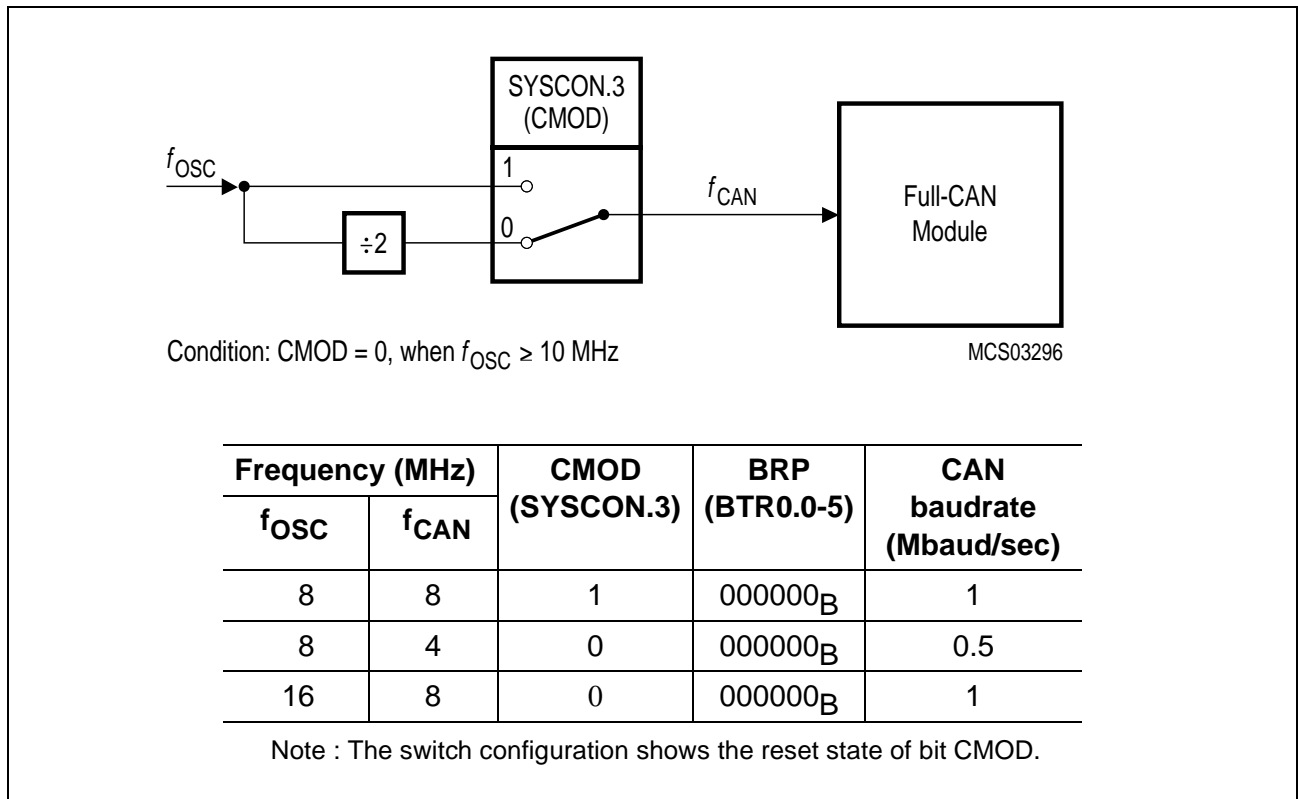 SYSCON.3
(CMOD)
fOSC
1
fCAN
Full-CAN
Module
0
÷2
Condition: CMOD = 0, when fOSC ≥ 10 MHz
MCS03296
Frequency (MHz) CMOD (SYSCON.3) BRP (BTR0.0-5) CAN baudrate (Mbaud/sec)
fOSC fCAN
8 8 1 000000B 1
8 4 0 000000B 0.5
16 8 0 000000B 1
Note : The switch configuration shows the reset state of bit CMOD.